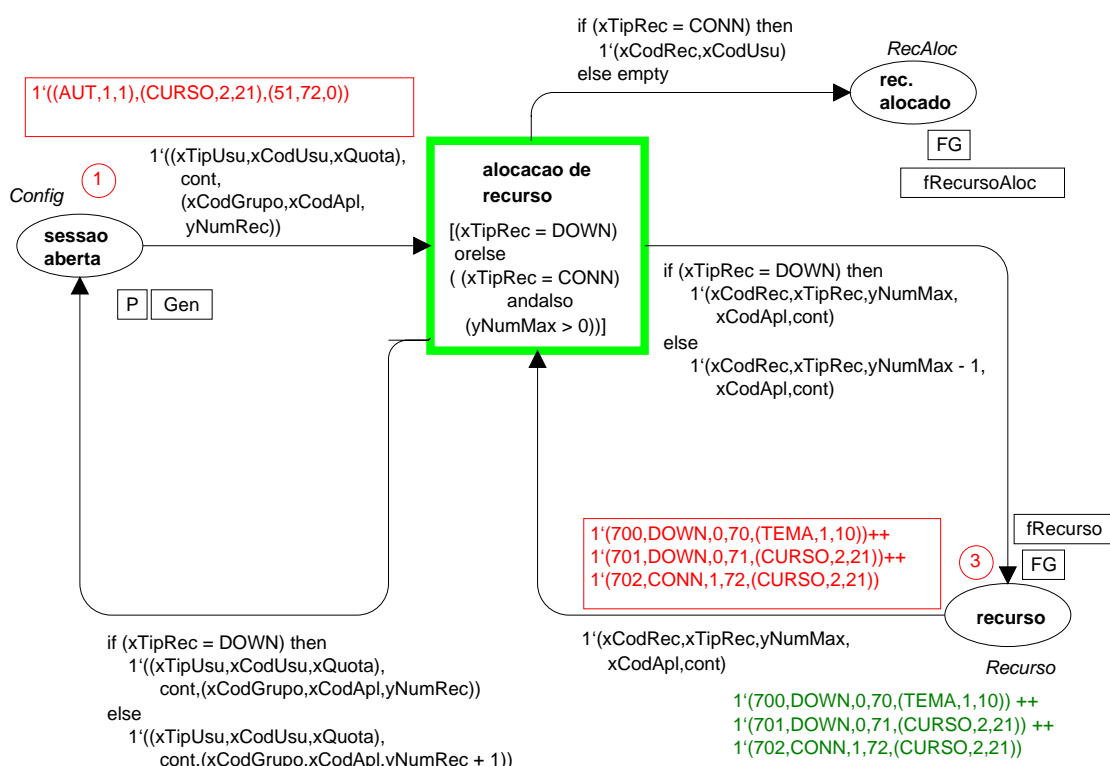 if (xTipRec = CONN) then
1‘(xCodRec,xCodUsu)
else empty
RecAloc
rec.
alocado
FG
fRecursoAloc
1‘((AUT,1,1),(CURSO,2,21),(51,72,0))
1‘((xTipUsu,xCodUsu,xQuota),
cont,
(xCodGrupo,xCodApl,
yNumRec))
1
Config
sessao
aberta
P
Gen
alocacao de
recurso
[(xTipRec = DOWN)
orelse
( (xTipRec = CONN)
andalso
(yNumMax > 0))]
if (xTipRec = DOWN) then
1‘(xCodRec,xTipRec,yNumMax,
xCodApl,cont)
else
1‘(xCodRec,xTipRec,yNumMax - 1,
xCodApl,cont)
1‘(700,DOWN,0,70,(TEMA,1,10))++
1‘(701,DOWN,0,71,(CURSO,2,21))++
1‘(702,CONN,1,72,(CURSO,2,21))
fRecurso
3
FG
recurso
Recurso
1‘(xCodRec,xTipRec,yNumMax,
xCodApl,cont)
1‘(700,DOWN,0,70,(TEMA,1,10)) ++
1‘(701,DOWN,0,71,(CURSO,2,21)) ++
1‘(702,CONN,1,72,(CURSO,2,21))
if (xTipRec = DOWN) then
1‘((xTipUsu,xCodUsu,xQuota),
cont,(xCodGrupo,xCodApl,yNumRec))
else
1‘((xTipUsu,xCodUsu,xQuota),
cont,(xCodGrupo,xCodApl,yNumRec + 1))